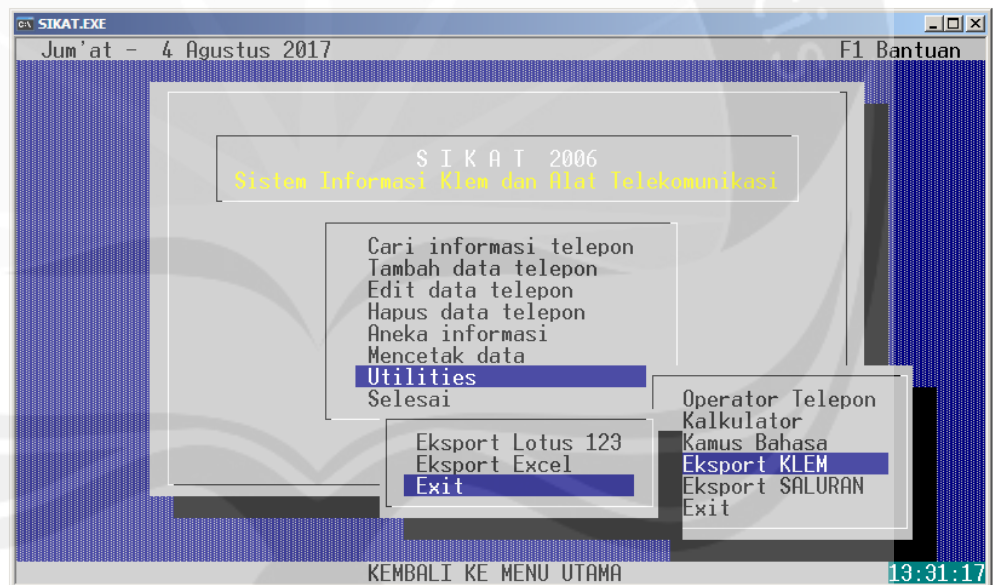 SIKAT.EXE
Jum'at - 4 Agustus 2017 F1 Bantuan
S I K A T 2006
Sistem Informasi Klem dan Alat Telekomunikasi
Cari informasi telepon
Tambah data telepon
Edit data telepon
Hapus data telepon
Aneka informasi
Mencetak data
Utilities
Selesai
Operator Telepon
Kalkulator
Kamus Bahasa
Eksport KLEM
Eksport SALURAN
Exit
Eksport Lotus 123
Eksport Excel
Exit
KEMBALI KE MENU UTAMA 13:31:17